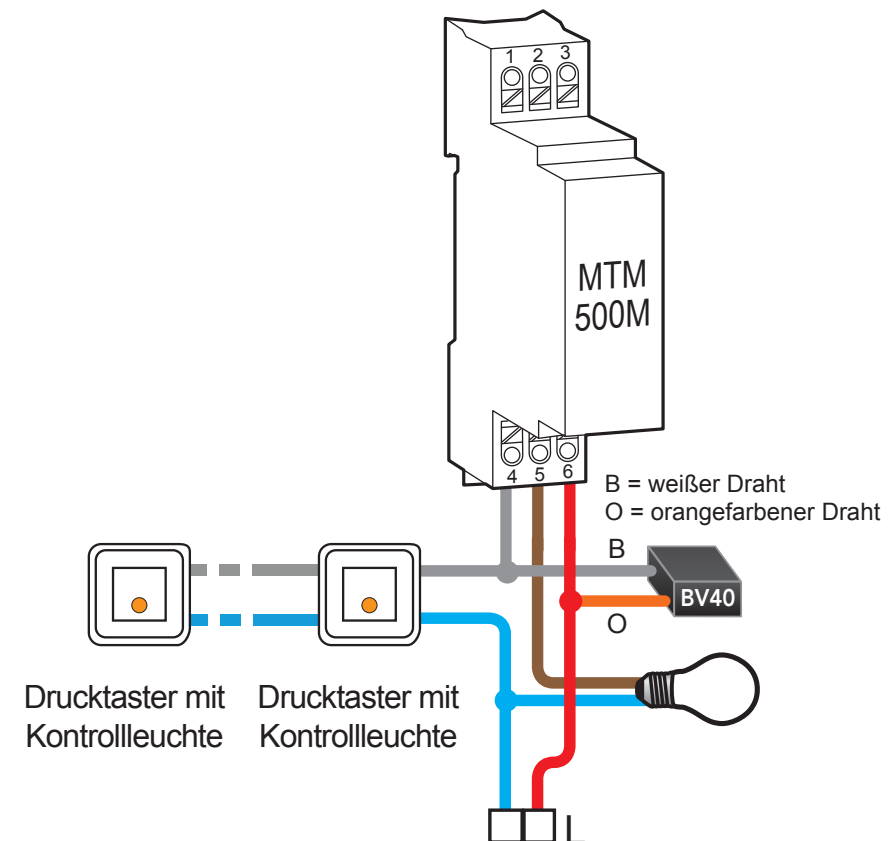 1 2 3
MTM
500M
4 5 6
B = weißer Draht
O = orangefarbener Draht
B
BV40
O
Drucktaster mit
Kontrollleuchte
Drucktaster mit
Kontrollleuchte